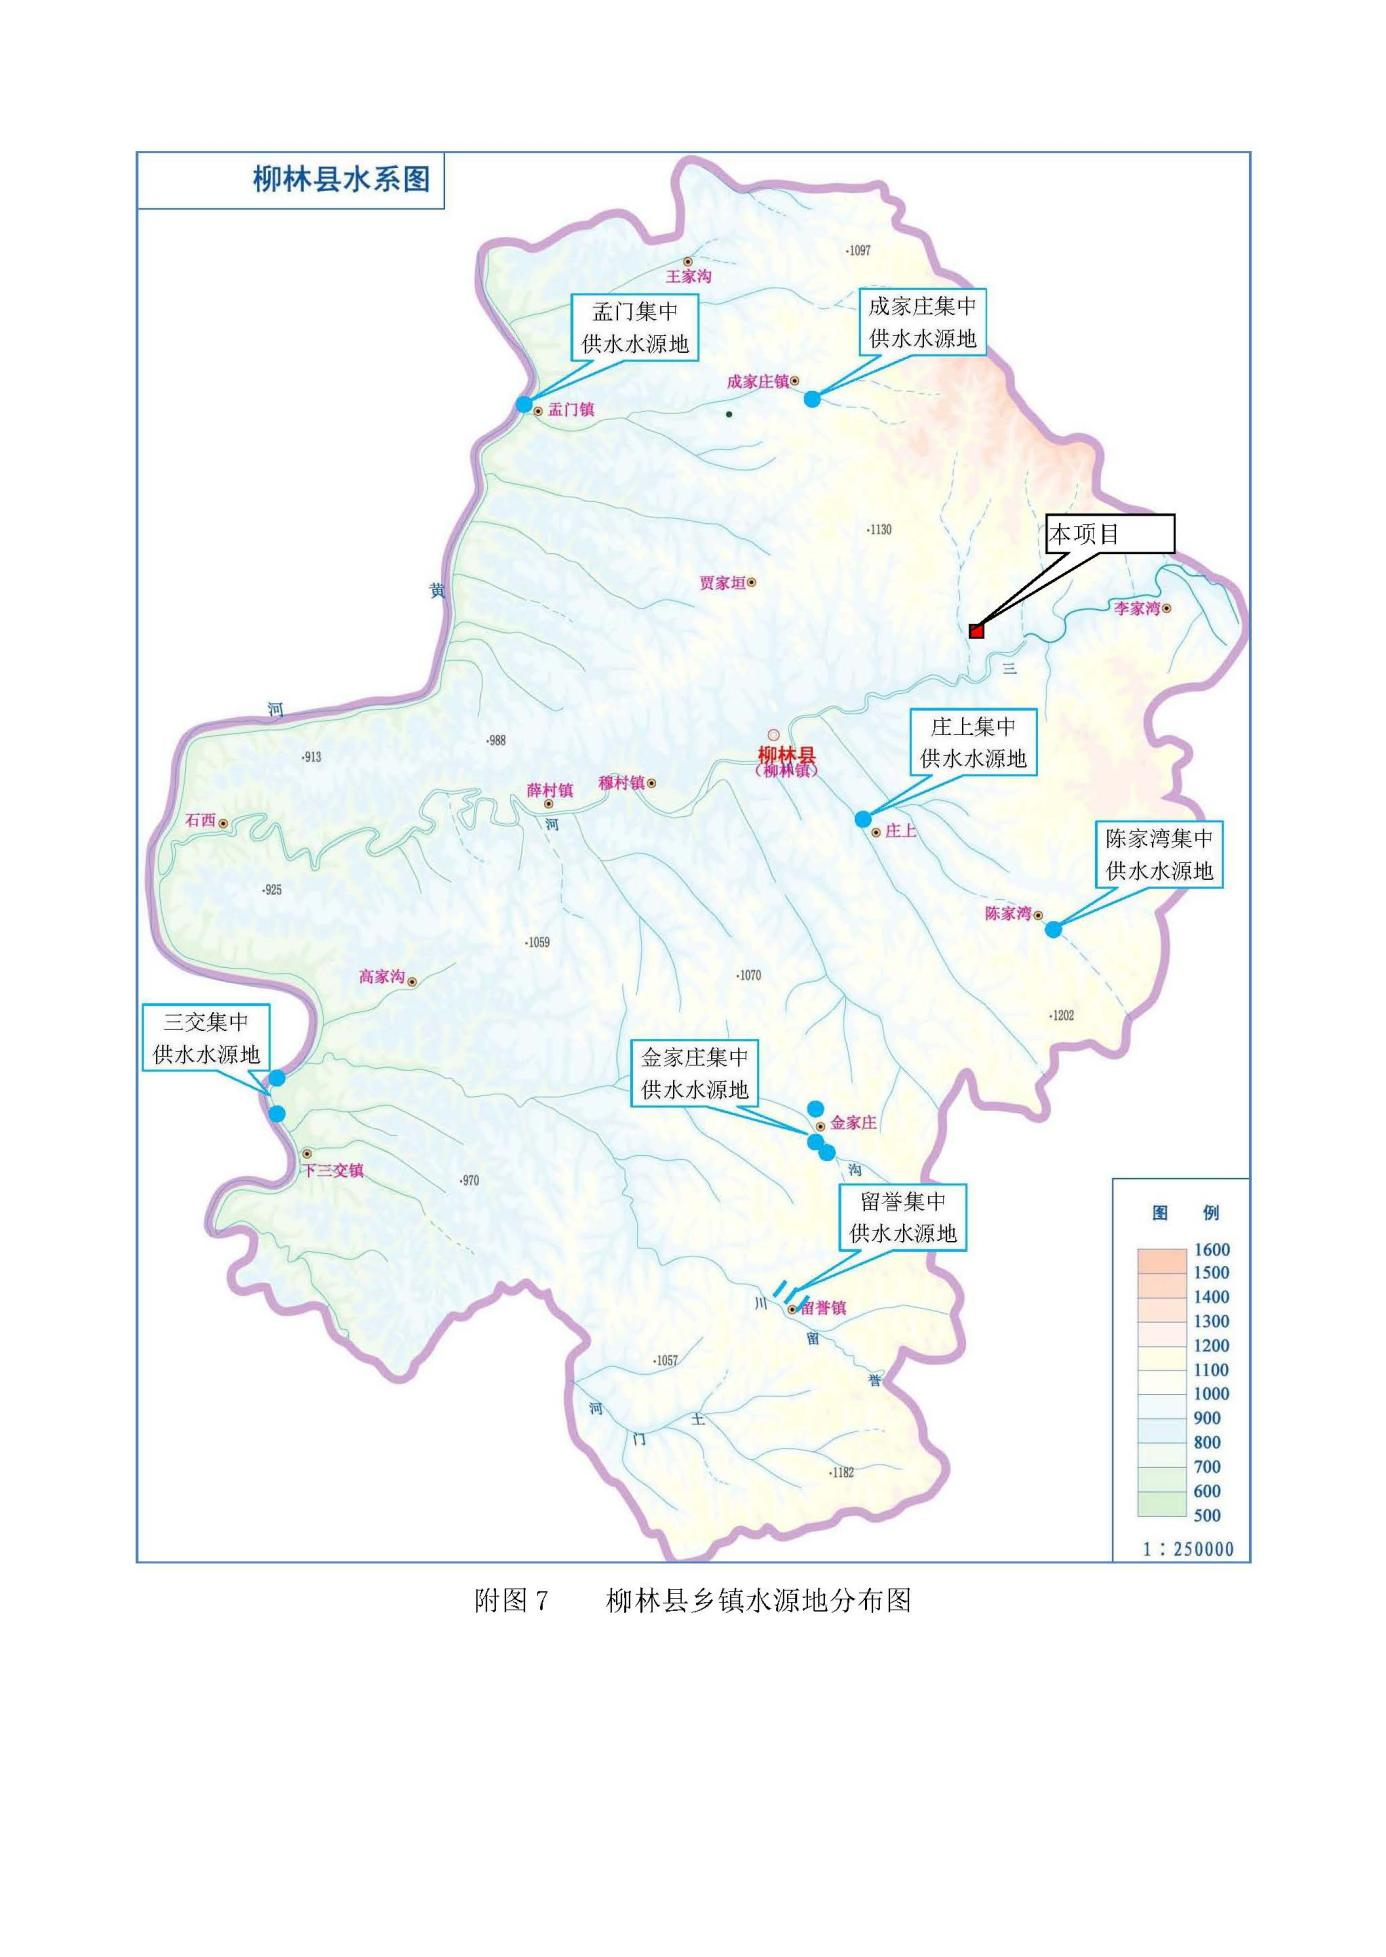 柳林县水系图
·1097
王家沟
孟门集中
供水水源地
成家庄集中
供水水源地
成家庄镇
孟门镇
·1130
本项目
贾家垣
黄
李家湾
三
河
·988
·913
庄上集中
供水水源地
柳林县
（柳林镇）
薛村镇
穆村镇
石西
河
庄上
陈家湾集中
供水水源地
·925
陈家湾
·1059
高家沟
·1070
·1202
三交集中
供水水源地
金家庄集中
供水水源地
金家庄
下三交镇
沟
·970
留誉集中
供水水源地
川
留誉镇
留
·1057
誉
河
土
门
·1182
图 例
1600
1500
1400
1300
1200
1100
1000
900
800
700
600
500
1：250000
附图 7 柳林县乡镇水源地分布图